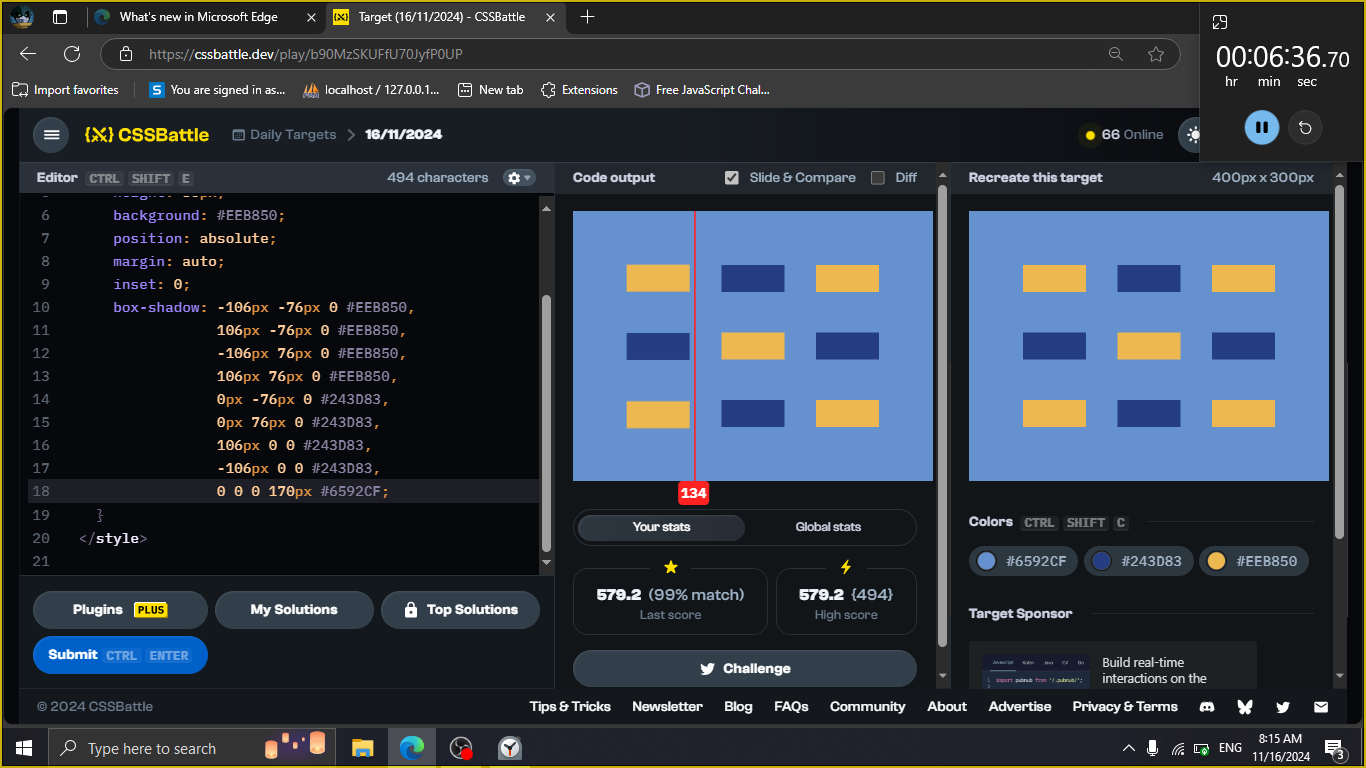 What's new in Microsoft Edge
Target (16/11/2024) - CSSBattle
https://cssbattle.dev/play/b90MzSKUFfU70JyfP0UP
Import favorites
You are signed in as...
localhost / 127.0.0.1...
New tab
Extensions
Free JavaScript Chal...
00:06:36.70
hr min sec
{X} CSSBattle
Daily Targets > 16/11/2024
66 Online
Editor CTRL SHIFT E
494 characters
6 background: #EEB850;
7 position: absolute;
8 margin: auto;
9 inset: 0;
10 box-shadow: -106px -76px 0 #EEB850,
11 106px -76px 0 #EEB850,
12 -106px 76px 0 #EEB850,
13 106px 76px 0 #EEB850,
14 0px -76px 0 #243D83,
15 0px 76px 0 #243D83,
16 106px 0 0 #243D83,
17 -106px 0 0 #243D83,
18 0 0 0 170px #6592CF;
19 }
20 </style>
21
Plugins PLUS
My Solutions
Top Solutions
Submit CTRL ENTER
Code output
Slide & Compare
Diff
134
Your stats
Global stats
579.2 (99% match)
Last score
579.2 {494}
High score
Challenge
Recreate this target
400px x 300px
Colors CTRL SHIFT C
#6592CF
#243D83
#EEB850
Target Sponsor
Javascript Kotlin Java C# Go
1 import pubnub from '/.pubnub/';
Build real-time
interactions on the
© 2024 CSSBattle
Tips & Tricks
Newsletter
Blog
FAQs
Community
About
Advertise
Privacy & Terms
Type here to search
ENG
8:15 AM
11/16/2024
3